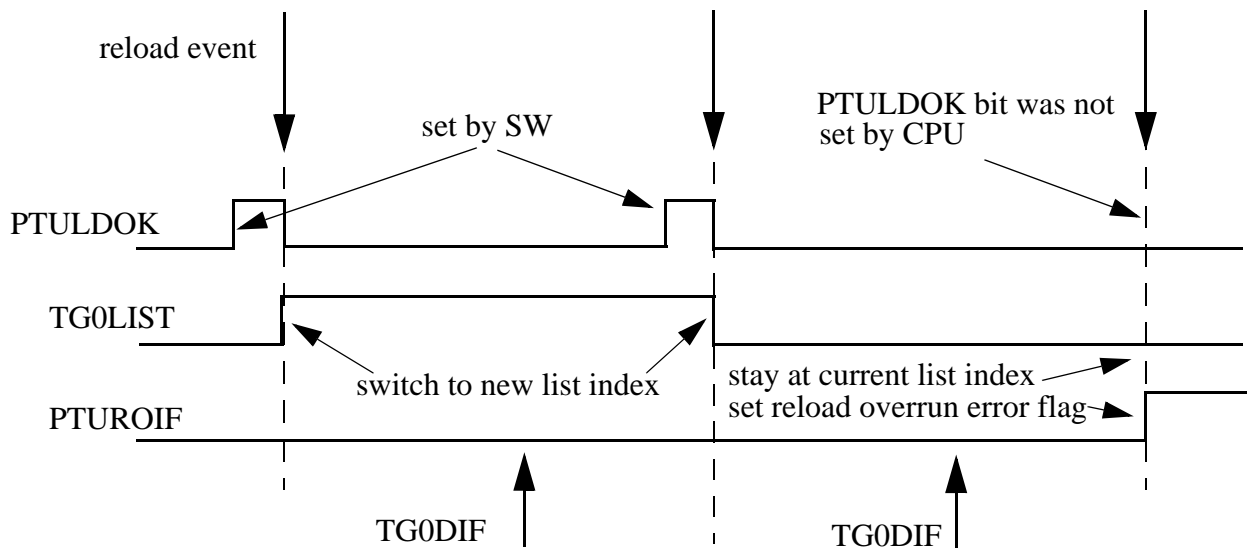 reload event
set by SW
PTULDOK bit was not
set by CPU
PTULDOK
TG0LIST
switch to new list index
stay at current list index
set reload overrun error flag
PTUROIF
TG0DIF
TG0DIF